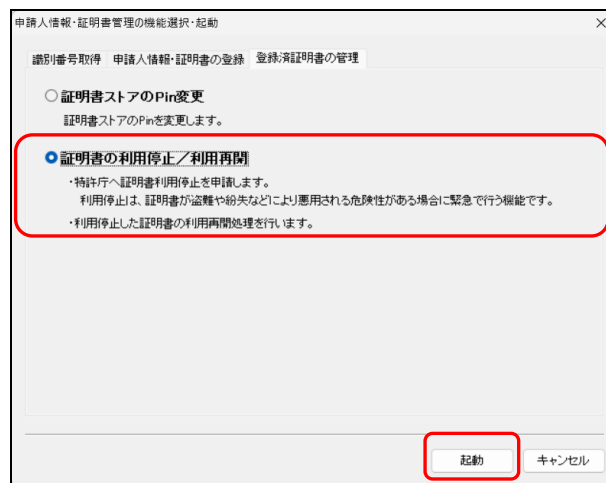 申請人情報・証明書管理の機能選択・起動
識別番号取得 申請人情報・証明書の登録 登録済証明書の管理
証明書ストアのPin変更
証明書ストアのPinを変更します。
証明書の利用停止／利用再開
・特許庁へ証明書利用停止を申請します。
利用停止は、証明書が盗難や紛失などにより悪用される危険性がある場合に緊急で行う機能です。
・利用停止した証明書の利用再開処理を行います。
起動 キャンセル